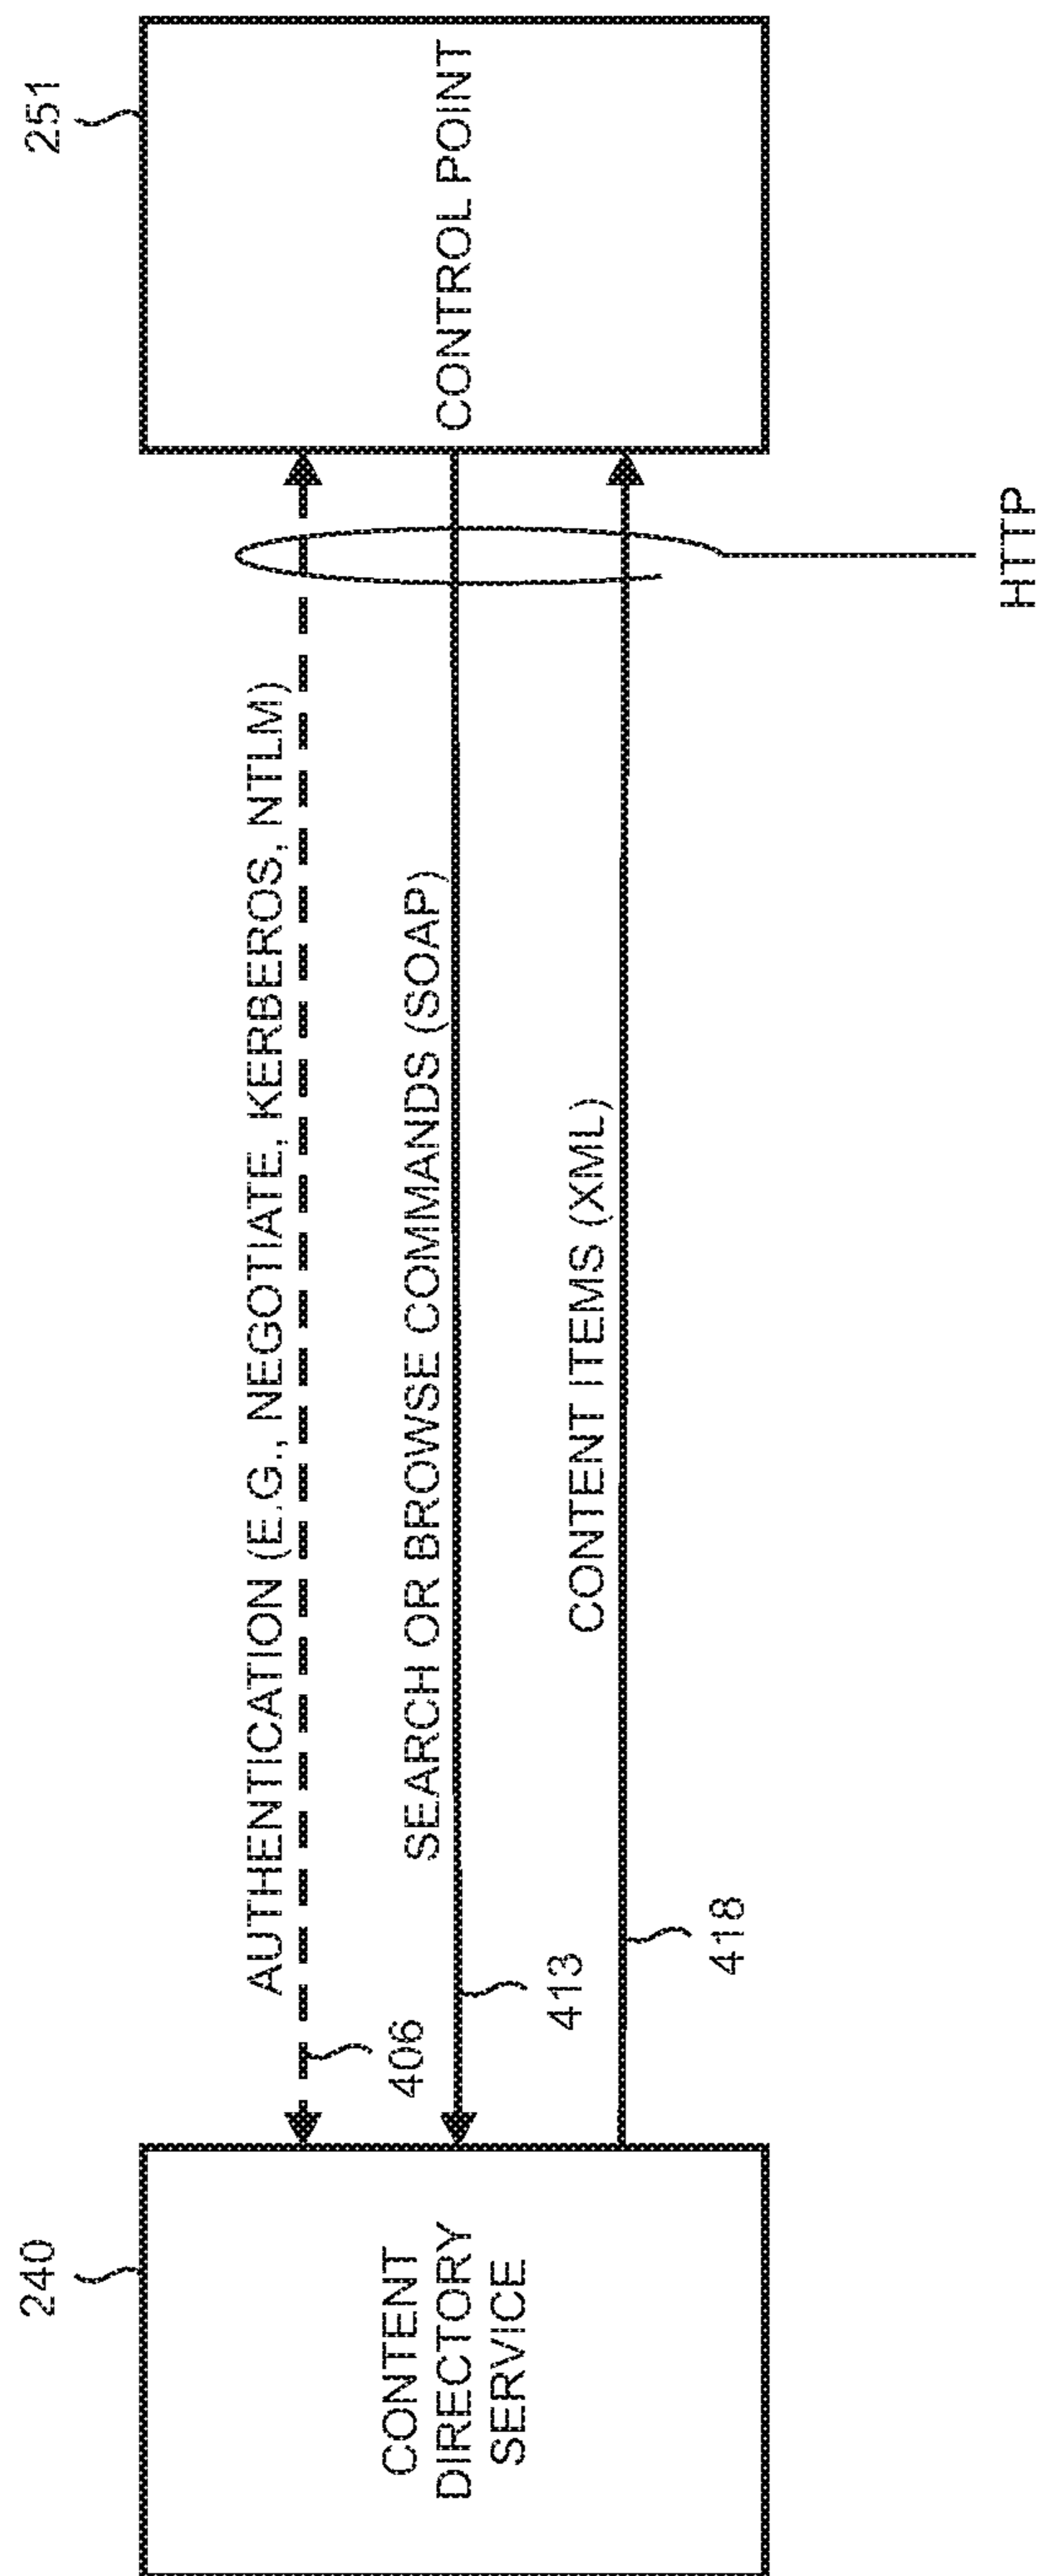 240
CONTENT
DIRECTORY
SERVICE
AUTHENTICATION (E.G., NEGOTIATE, KERBEROS, NTLM)
406
SEARCH OR BROWSE COMMANDS (SOAP)
413
CONTENT ITEMS (XML)
418
HTTP
251
CONTROL POINT